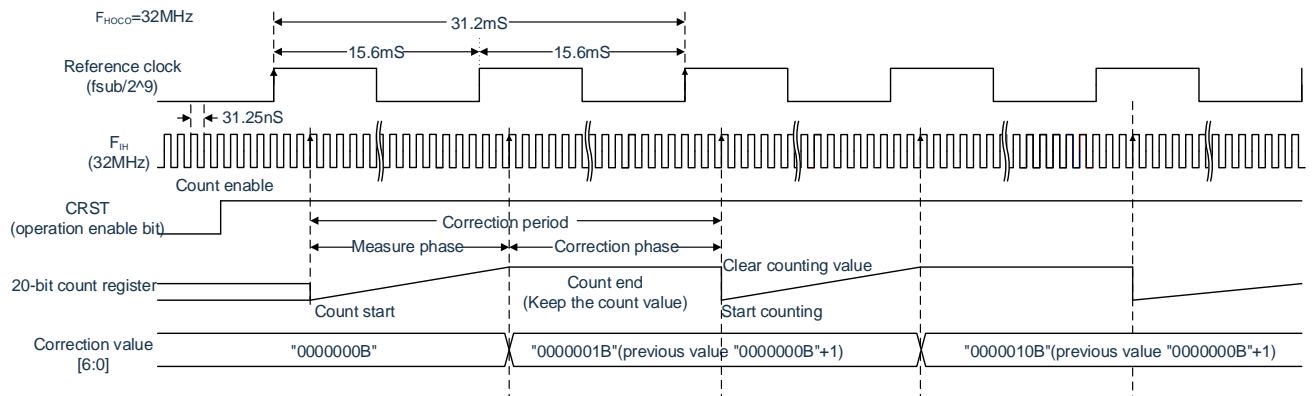 FHOCO=32MHz
31.2mS
15.6mS 15.6mS
Reference clock
(fsub/2^9)
31.25nS
FIH
(32MHz)
Count enable
CRST
(operation enable bit)
Correction period
Measure phase Correction phase
Clear counting value
20-bit count register
Count end
(Keep the count value)
Count start
Start counting
Correction value
[6:0]
"0000000B"
"0000001B"(previous value "0000000B"+1)
"0000010B"(previous value "0000000B"+1)